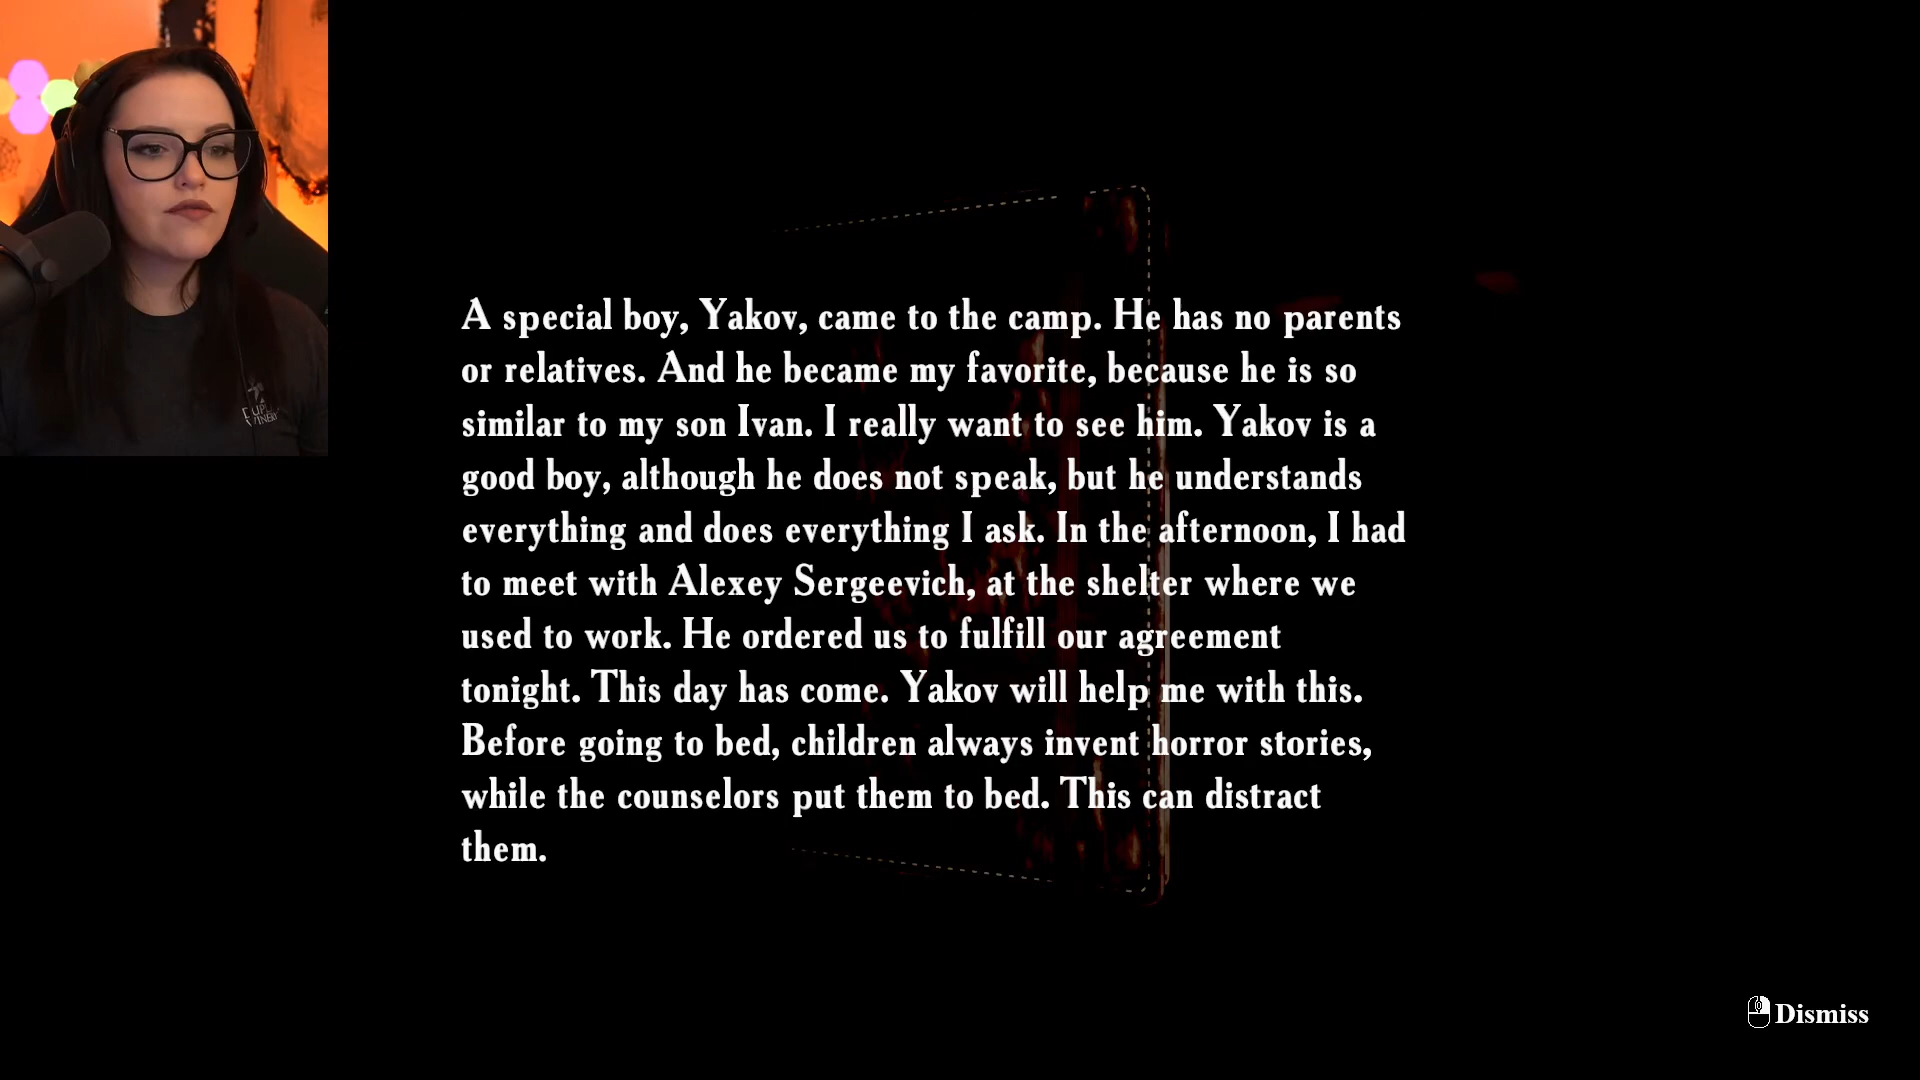 A special boy, Yakov, came to the camp. He has no parents
or relatives. And he became my favorite, because he is so
similar to my son Ivan. I really want to see him. Yakov is a
good boy, although he does not speak, but he understands
everything and does everything I ask. In the afternoon, I had
to meet with Alexey Sergeevich, at the shelter where we
used to work. He ordered us to fulfill our agreement
tonight. This day has come. Yakov will help me with this.
Before going to bed, children always invent horror stories,
while the counselors put them to bed. This can distract
them.
Dismiss